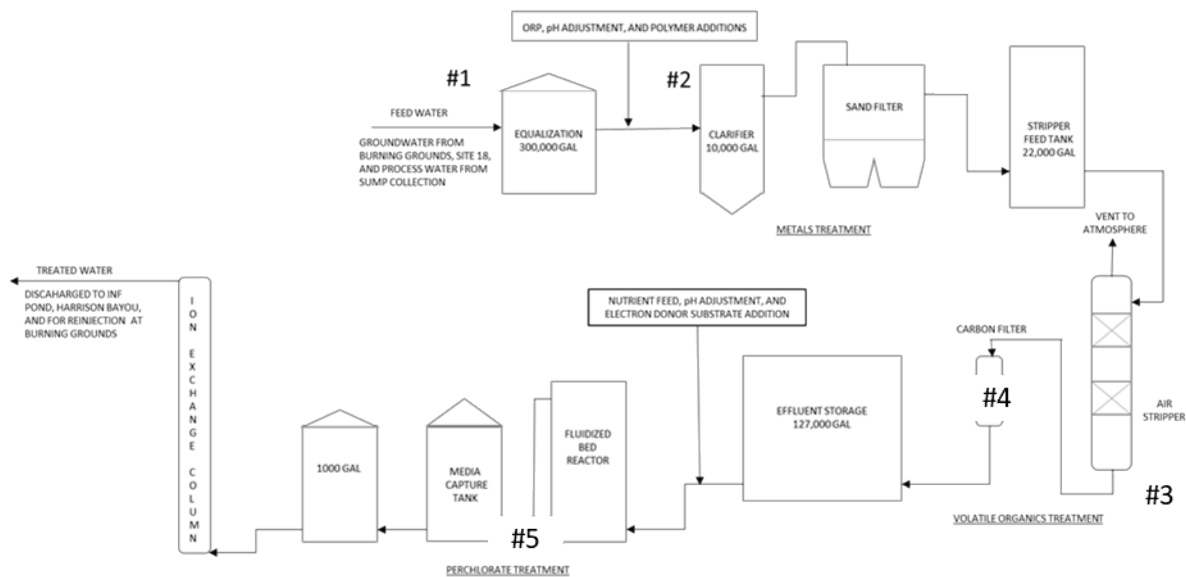 ORP, pH ADJUSTMENT, AND POLYMER ADDITIONS
#1
#2
FEED WATER
GROUNDWATER FROM
BURNING GROUNDS, SITE 18,
AND PROCESS WATER FROM
SUMP COLLECTION
EQUALIZATION
300,000 GAL
CLARIFIER
10,000 GAL
SAND FILTER
STRIPPER
FEED TANK
22,000 GAL
METALS TREATMENT
VENT TO
ATMOSPHERE
TREATED WATER
DISCAHARGED TO INF
POND, HARRISON BAYOU,
AND FOR REINJECTION AT
BURNING GROUNDS
ION EXCHANGE COLUMN
NUTRIENT FEED, pH ADJUSTMENT, AND
ELECTRON DONOR SUBSTRATE ADDITION
CARBON FILTER
#4
AIR
STRIPPER
#3
EFFLUENT STORAGE
127,000 GAL
FLUIDIZED
BED
REACTOR
1000 GAL
MEDIA
CAPTURE
TANK
#5
VOLATILE ORGANICS TREATMENT
PERCHLORATE TREATMENT